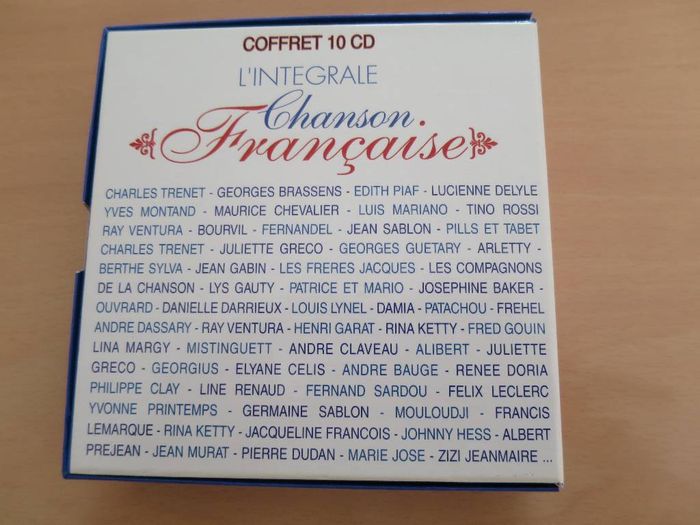 COFFRET 10 CD
L'INTEGRALE
Chanson
Française
CHARLES TRENET - GEORGES BRASSENS - EDITH PIAF - LUCIENNE DELYLE
YVES MONTAND - MAURICE CHEVALIER - LUIS MARIANO - TINO ROSSI
RAY VENTURA - BOURVIL - FERNANDEL - JEAN SABLON - PILLS ET TABET
CHARLES TRENET - JULIETTE GRECO - GEORGES GUETARY - ARLETTY -
BERTHE SYLVA - JEAN GABIN - LES FRERES JACQUES - LES COMPAGNONS
DE LA CHANSON - LYS GAUTY - PATRICE ET MARIO - JOSEPHINE BAKER -
OUVRARD - DANIELLE DARRIEUX - LOUIS LYNEL - DAMIA - PATACHOU - FREHEL
ANDRE DASSARY - RAY VENTURA - HENRI GARAT - RINA KETTY - FRED GOUIN
LINA MARGY - MISTINGUETT - ANDRE CLAVEAU - ALIBERT - JULIETTE
GRECO - GEORGIUS - ELYANE CELIS - ANDRE BAUGE - RENEE DORIA
PHILIPPE CLAY - LINE RENAUD - FERNAND SARDOU - FELIX LECLERC
YVONNE PRINTEMPS - GERMAINE SABLON - MOULOUDJI - FRANCIS
LEMARQUE - RINA KETTY - JACQUELINE FRANCOIS - JOHNNY HESS - ALBERT
PREJEAN - JEAN MURAT - PIERRE DUDAN - MARIE JOSE - ZIZI JEANMAIRE ...